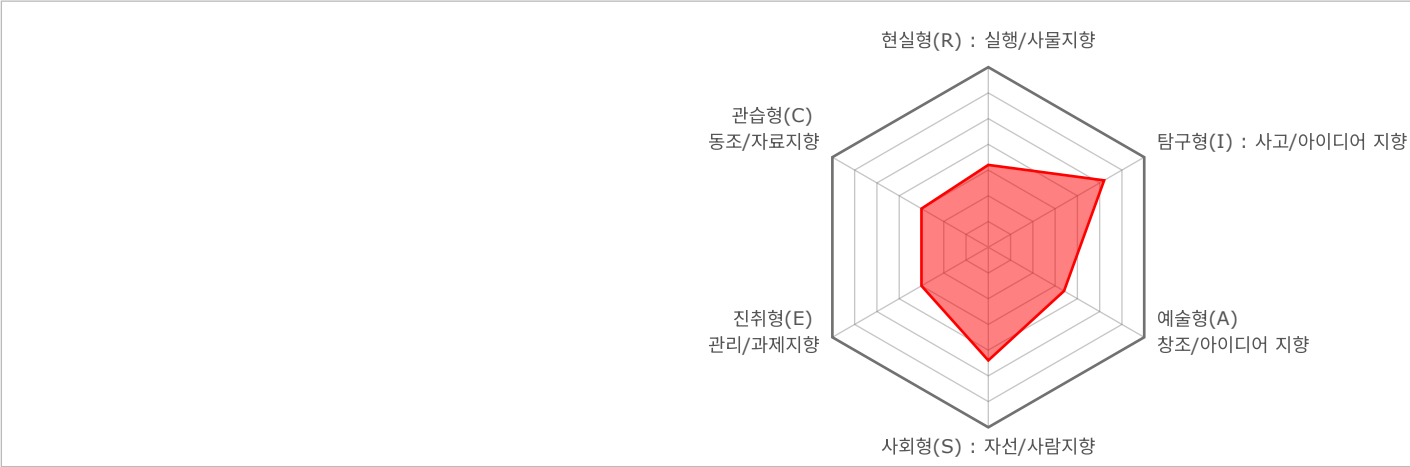 현실형(R) : 실행/사물지향
관습형(C)
동조/자료지향
탐구형(I) : 사고/아이디어 지향
진취형(E)
관리/과제지향
예술형(A)
창조/아이디어 지향
사회형(S) : 자선/사람지향